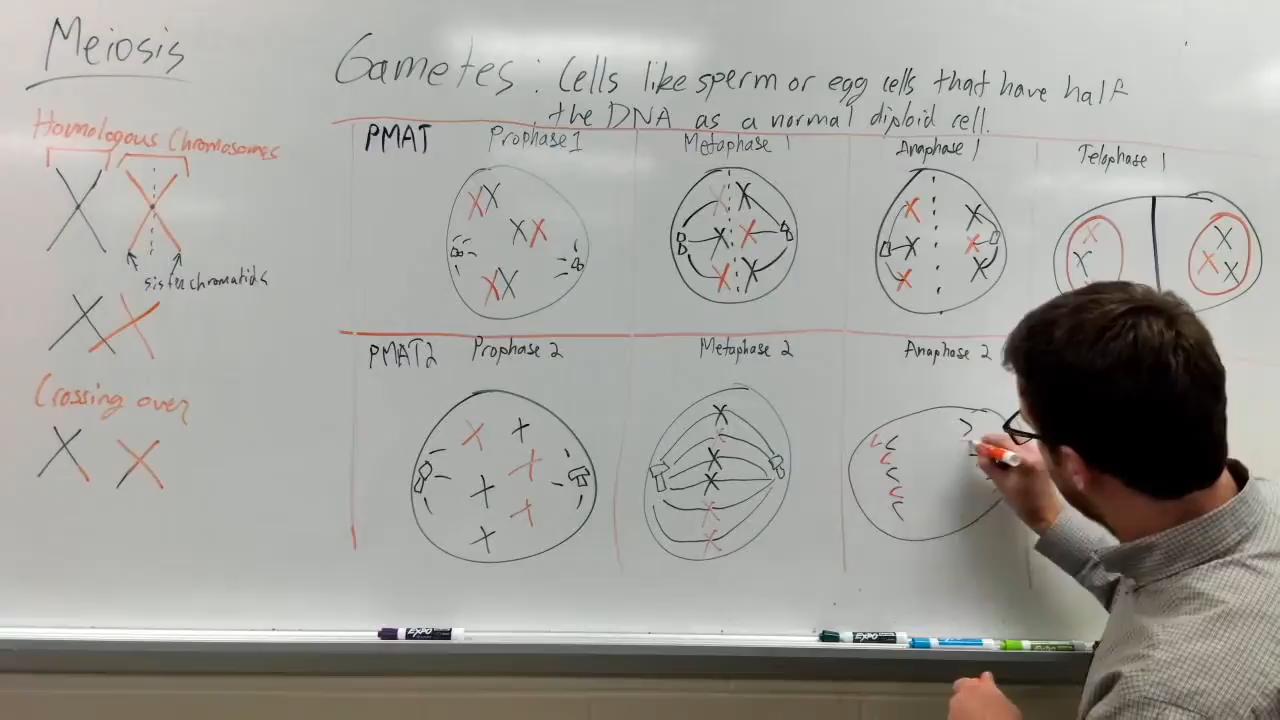 Meiosis
Gametes: Cells like sperm or egg cells that have half
the DNA as a normal diploid cell.
Homologous Chromosomes
sister chromatids
Crossing over
PMAT
Prophase 1
Metaphase 1
Anaphase 1
Telophase 1
PMAT2
Prophase 2
Metaphase 2
Anaphase 2
EXPO
EXPO